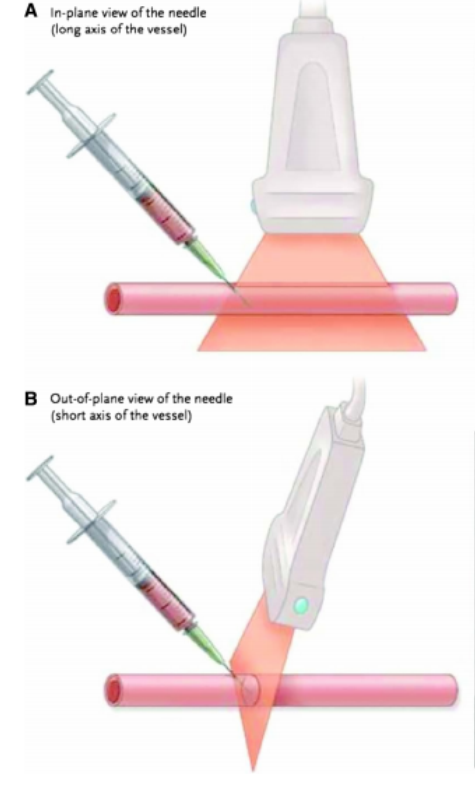 A In-plane view of the needle
(long axis of the vessel)
B Out-of-plane view of the needle
(short axis of the vessel)